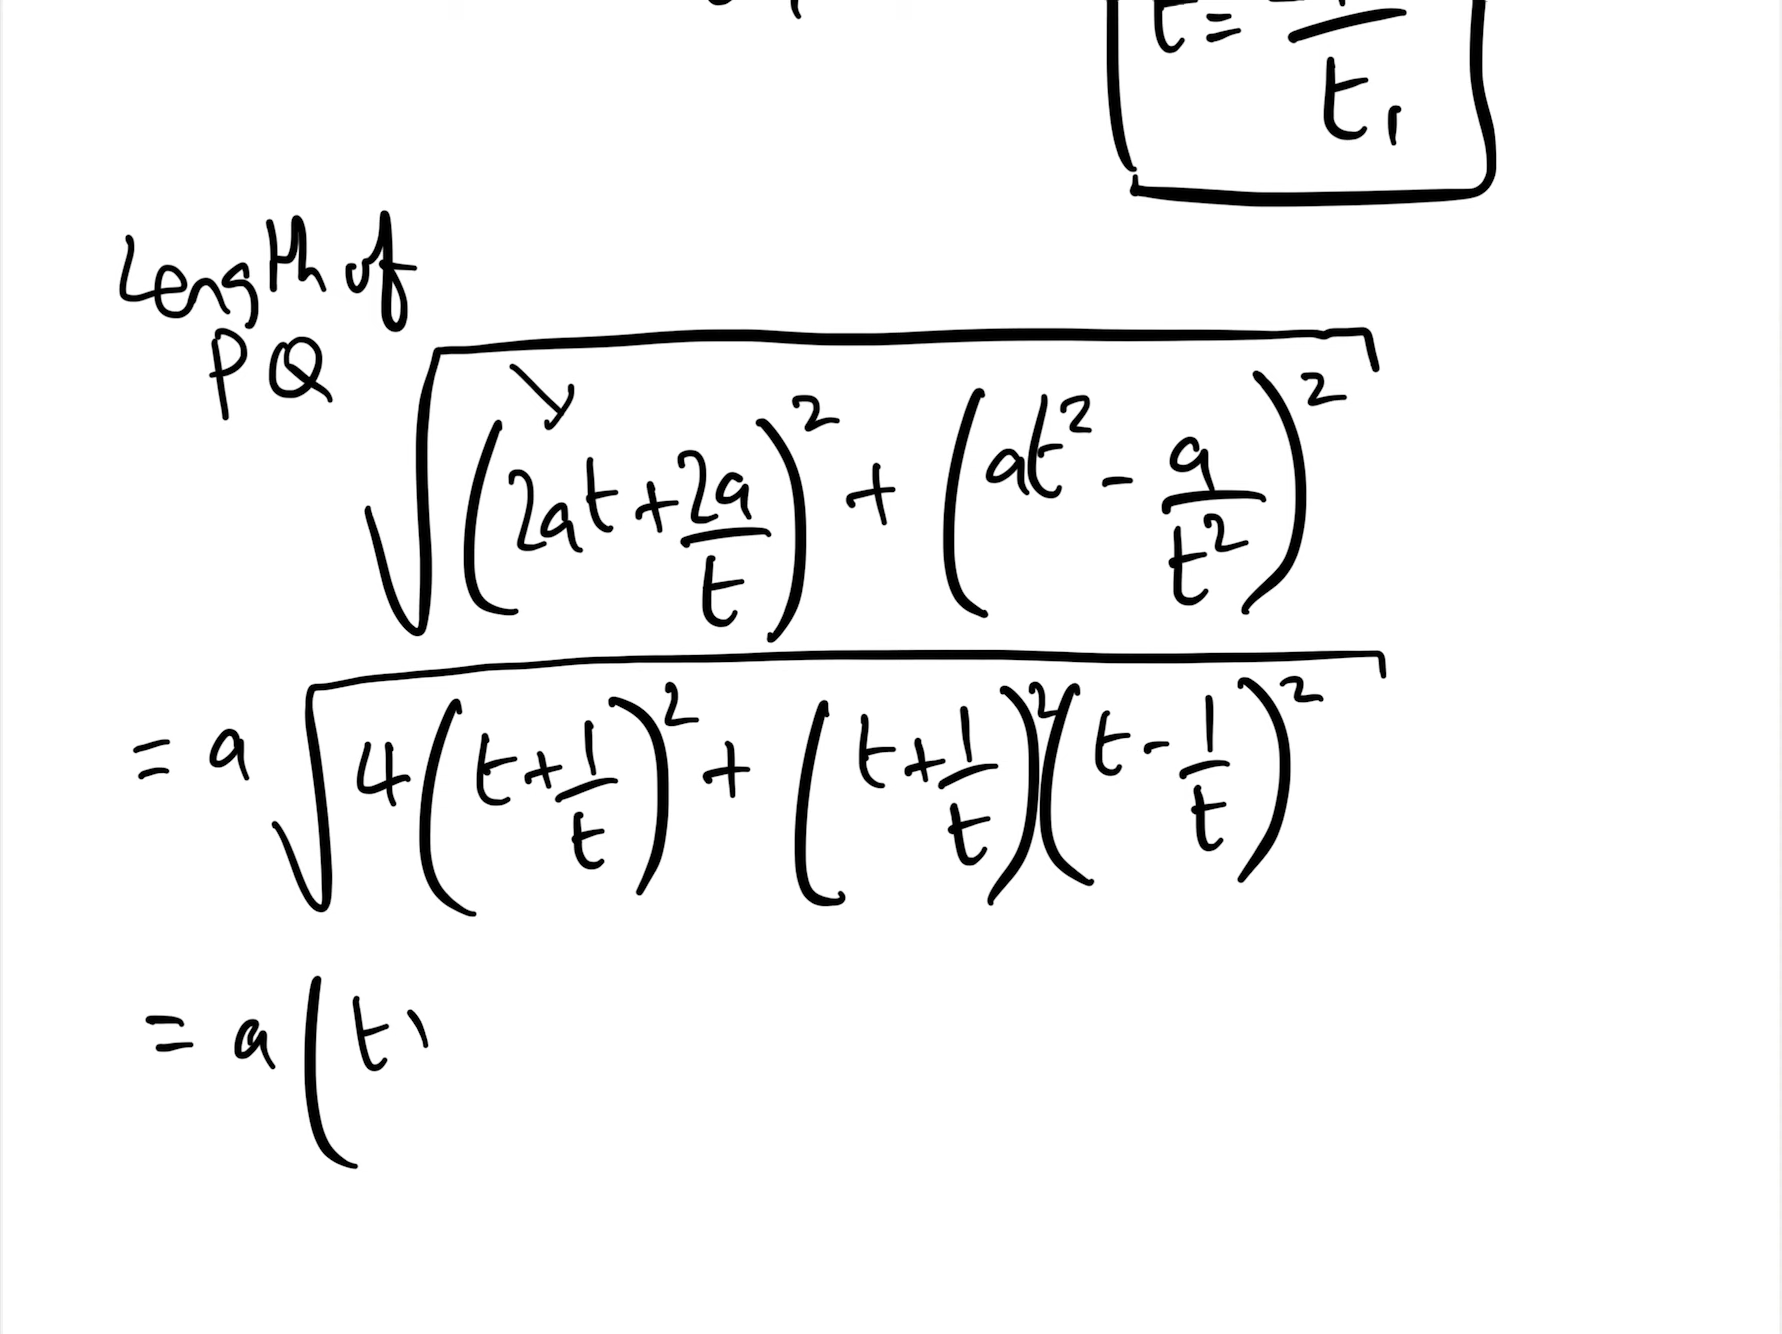 t = —/t₁
Length of
PQ
√((2at + 2a/t)² + (at² - a/t²)²)
= a √(4(t + 1/t)² + (t + 1/t)²(t - 1/t)²)
= a (t